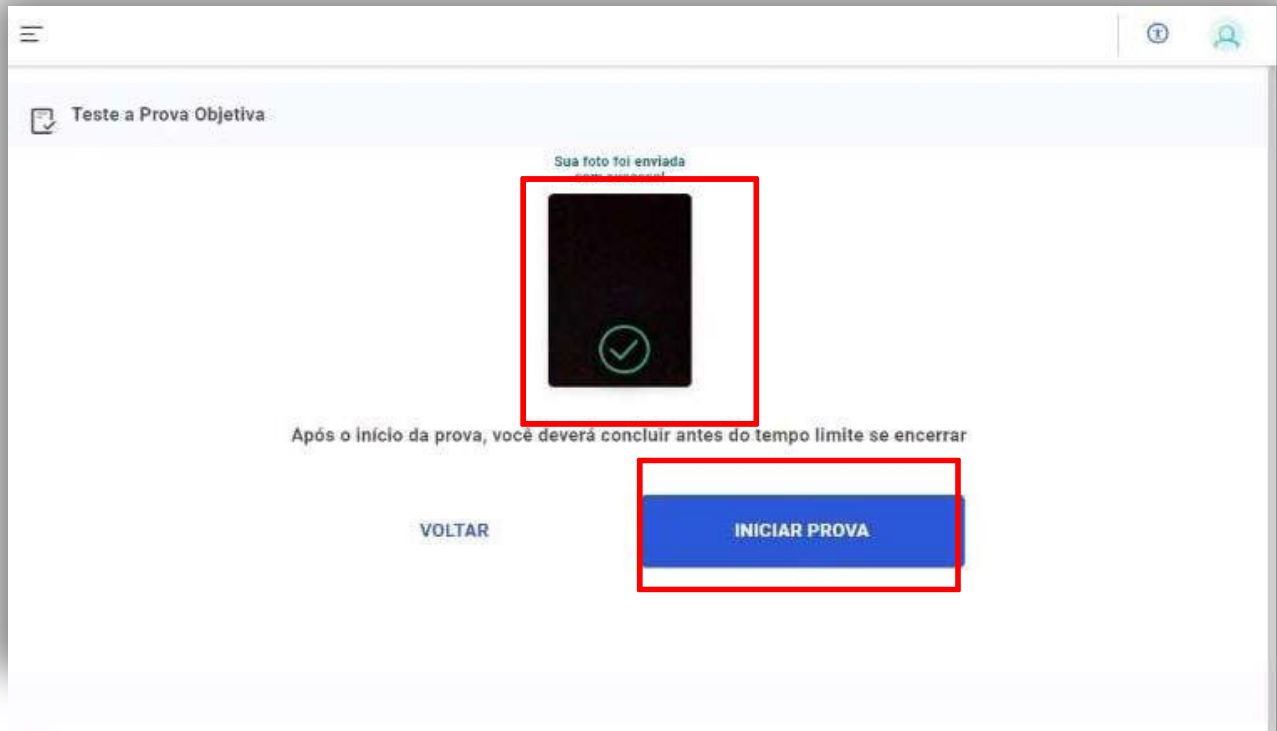 Teste a Prova Objetiva
Sua foto foi enviada
Após o início da prova, você deverá concluir antes do tempo limite se encerrar
VOLTAR
INICIAR PROVA